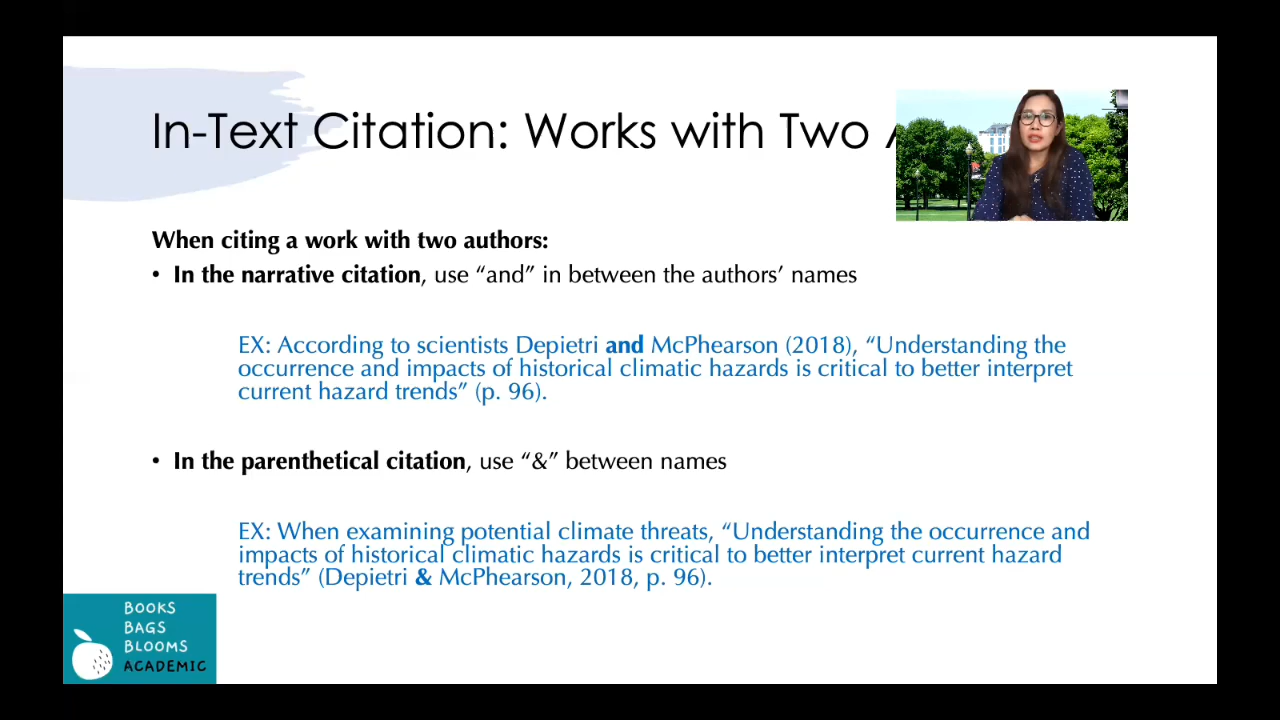 In-Text Citation: Works with Two
When citing a work with two authors:
• In the narrative citation, use “and” in between the authors’ names
EX: According to scientists Depietri and McPhearson (2018), “Understanding the
occurrence and impacts of historical climatic hazards is critical to better interpret
current hazard trends” (p. 96).
• In the parenthetical citation, use “&” between names
EX: When examining potential climate threats, “Understanding the occurrence and
impacts of historical climatic hazards is critical to better interpret current hazard
trends” (Depietri & McPhearson, 2018, p. 96).
BOOKS
BAGS
BLOOMS
ACADEMIC